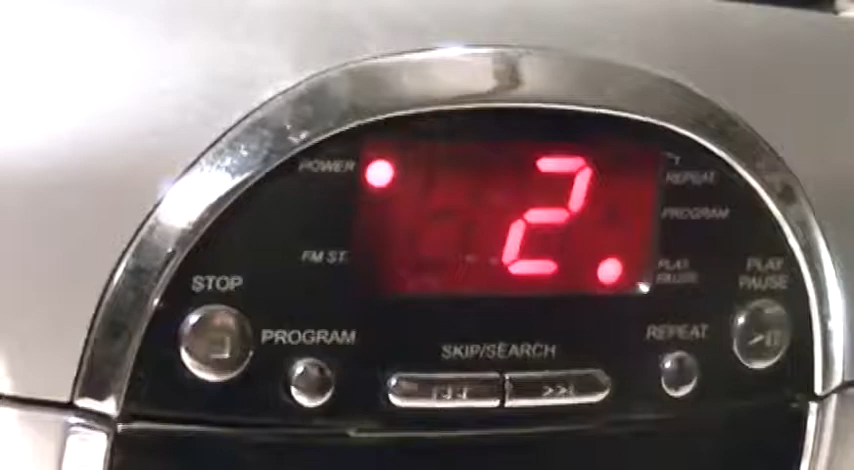 POWER
REPEAT
2
PROGRAM
FM ST.
PLAY
PAUSE
STOP
PLAY
PAUSE
PROGRAM
SKIP/SEARCH
REPEAT